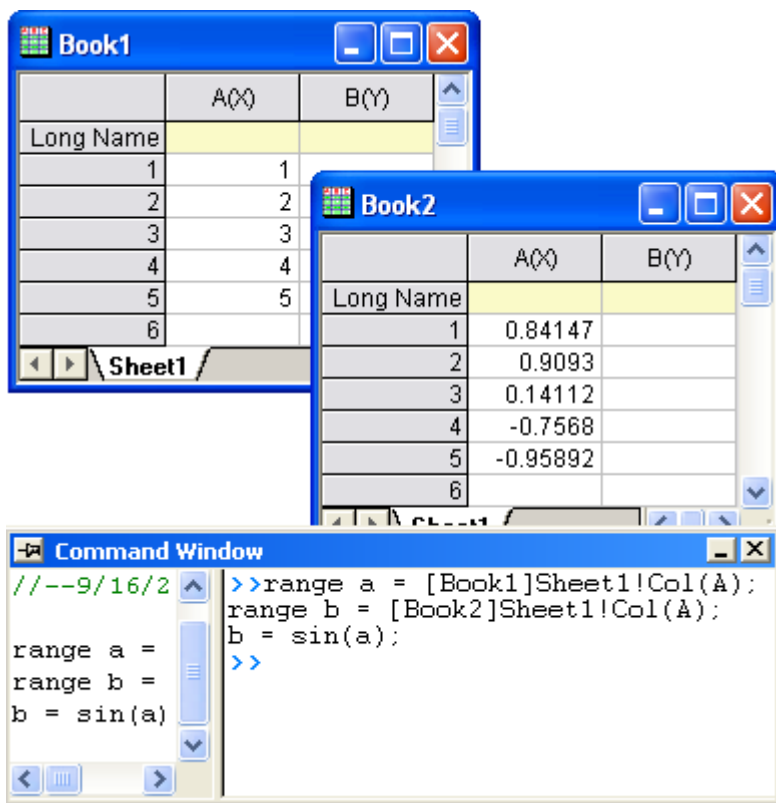 Book1
A(X) B(Y)
Long Name
1 1
2 2
3 3
4 4
5 5
6
Sheet1
Book2
A(X) B(Y)
Long Name
1 0.84147
2 0.9093
3 0.14112
4 -0.7568
5 -0.95892
6
Sheet1
Command Window
//--9/16/2
range a =
range b =
b = sin(a)
>>range a = [Book1]Sheet1!Col(A);
range b = [Book2]Sheet1!Col(A);
b = sin(a);
>>